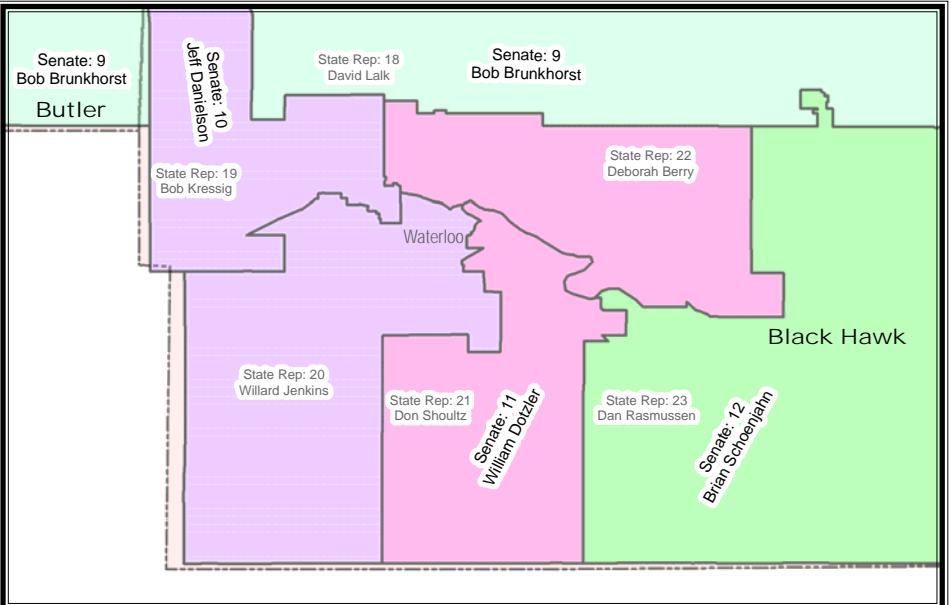 Senate: 9
Bob Brunkhorst
Butler
Senate: 10
Jeff Danielson
State Rep: 18
David Lalk
Senate: 9
Bob Brunkhorst
State Rep: 19
Bob Kressig
State Rep: 22
Deborah Berry
Waterloo
Black Hawk
State Rep: 20
Willard Jenkins
State Rep: 21
Don Shoultz
Senate: 11
William Dotzler
State Rep: 23
Dan Rasmussen
Senate: 12
Brian Schoenjahn